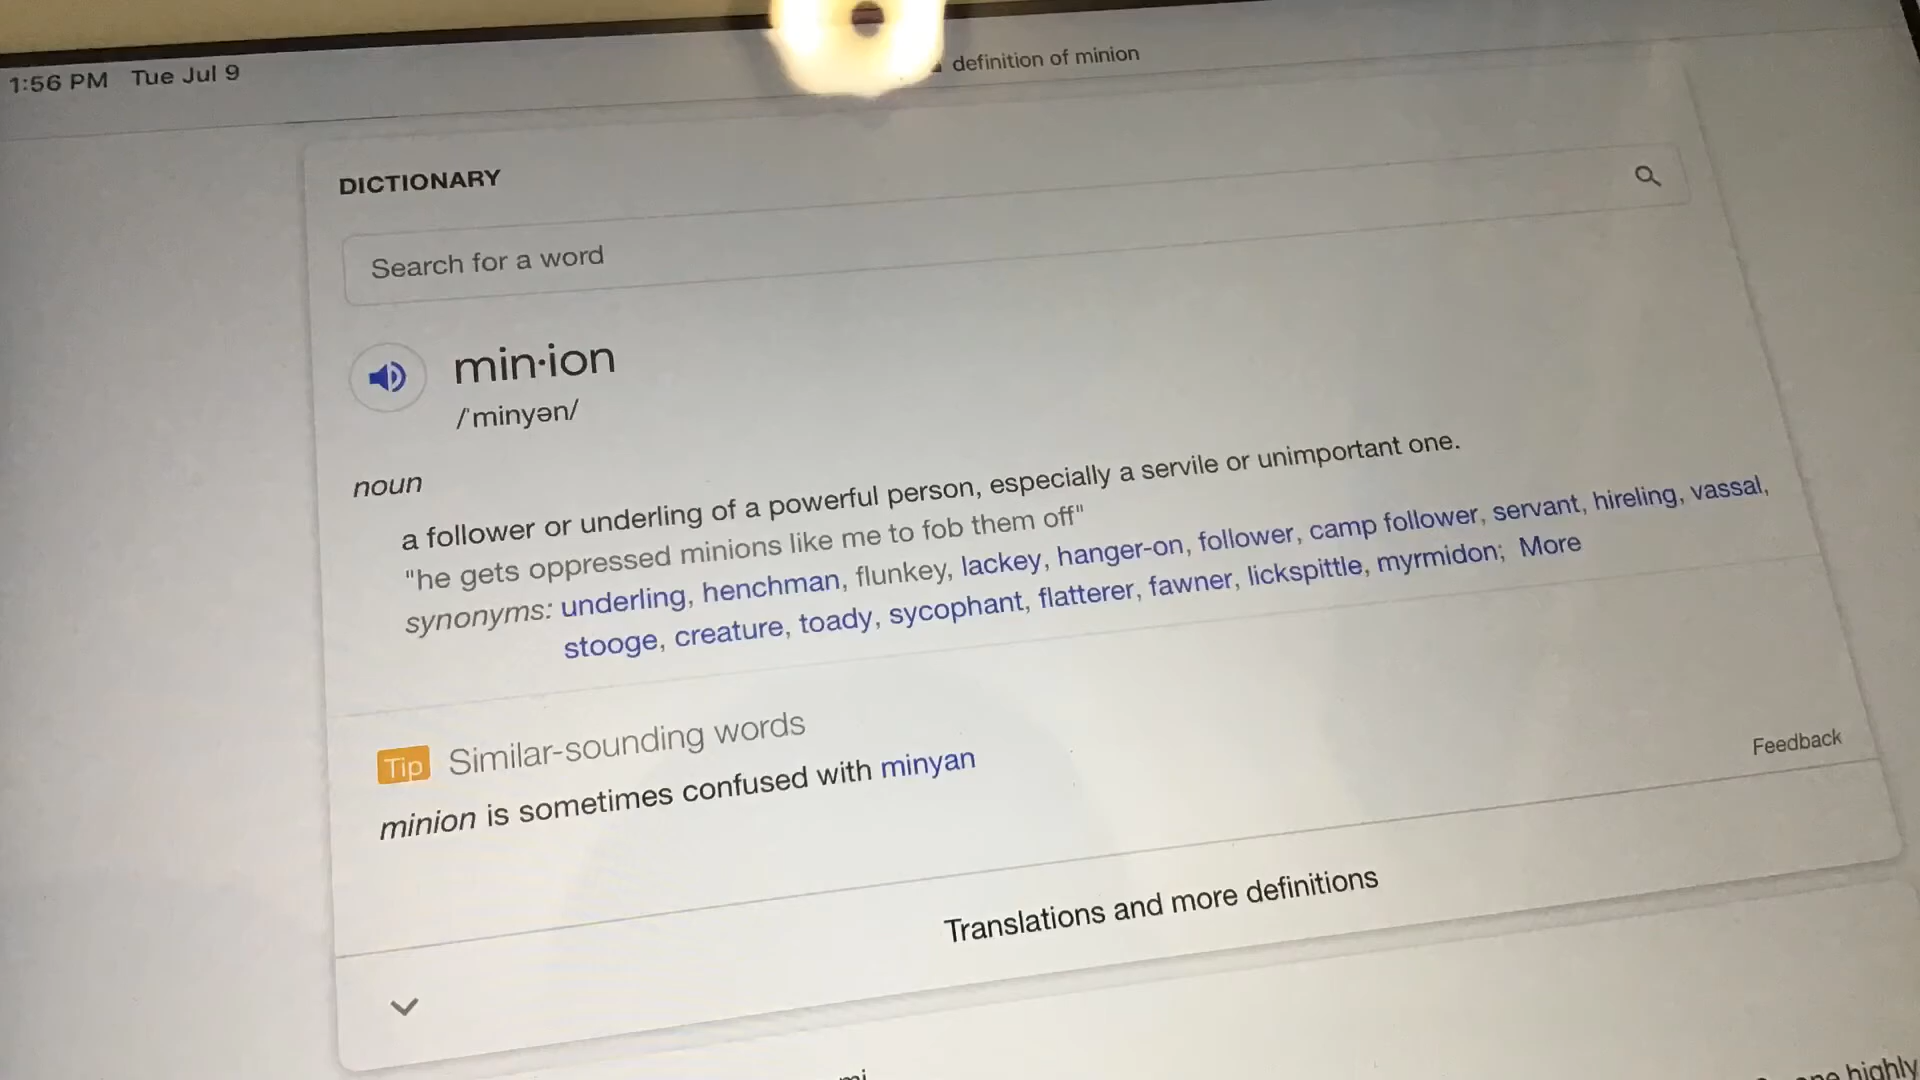 1:56 PM Tue Jul 9
definition of minion
DICTIONARY
Search for a word
min·ion
/ˈminyən/
noun
a follower or underling of a powerful person, especially a servile or unimportant one.
"he gets oppressed minions like me to fob them off"
synonyms: underling, henchman, flunkey, lackey, hanger-on, follower, camp follower, servant, hireling, vassal,
stooge, creature, toady, sycophant, flatterer, fawner, lickspittle, myrmidon; More
Tip Similar-sounding words
minion is sometimes confused with minyan
Feedback
Translations and more definitions
highly